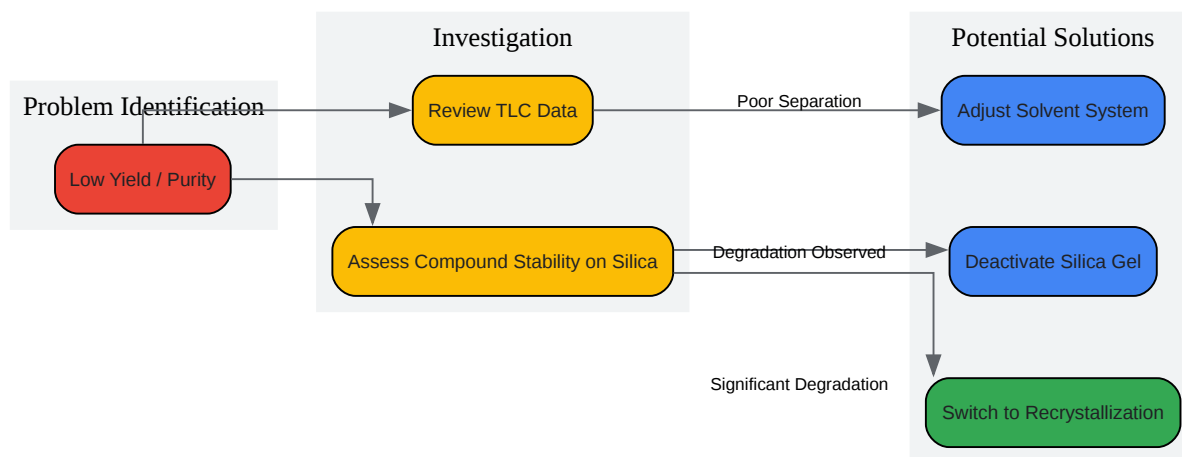 Problem Identification
Low Yield / Purity
Investigation
Review TLC Data
Assess Compound Stability on Silica
Poor Separation
Degradation Observed
Significant Degradation
Potential Solutions
Adjust Solvent System
Deactivate Silica Gel
Switch to Recrystallization